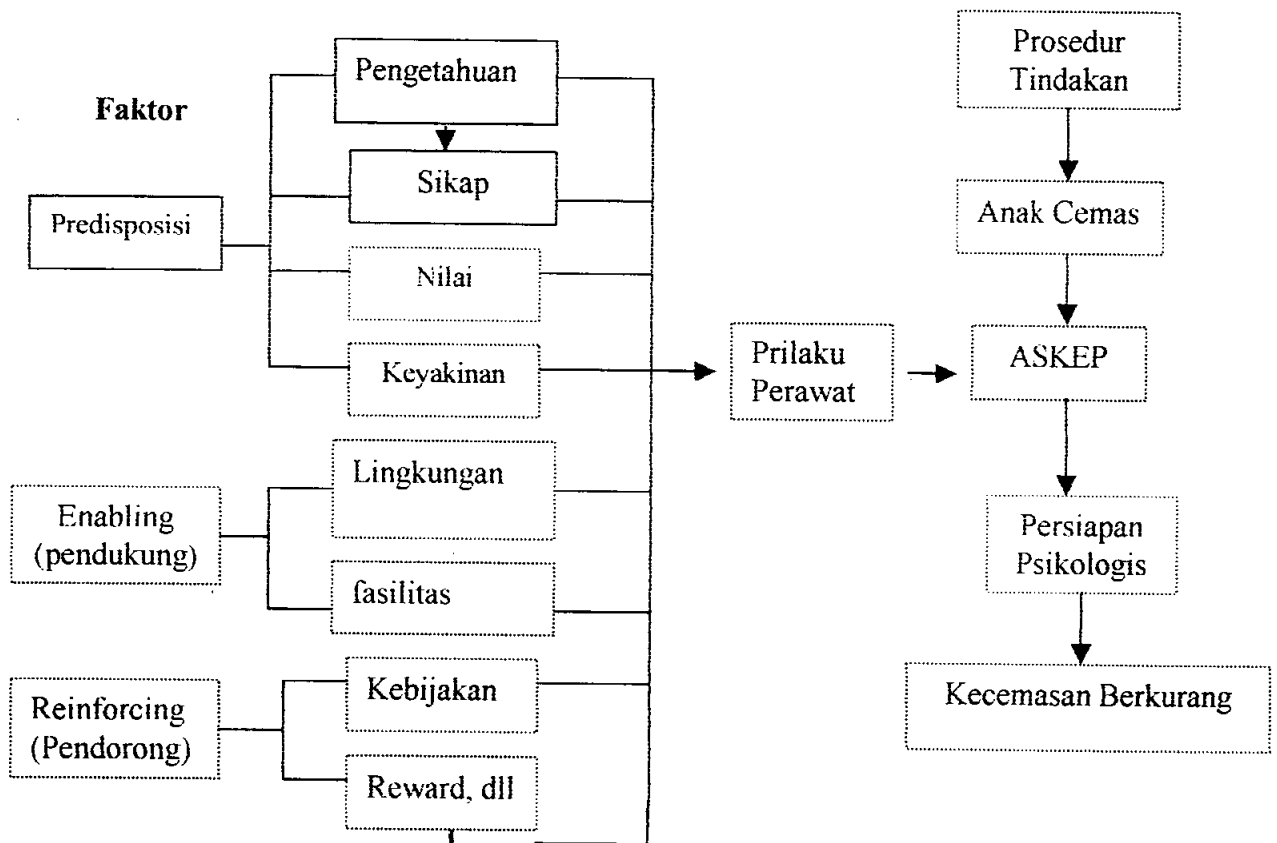 Faktor
Predisposisi
Pengetahuan
Sikap
Nilai
Keyakinan
Enabling
(pendukung)
Lingkungan
fasilitas
Reinforcing
(Pendorong)
Kebijakan
Reward, dll
Prilaku
Perawat
Prosedur
Tindakan
Anak Cemas
ASKEP
Persiapan
Psikologis
Kecemasan Berkurang